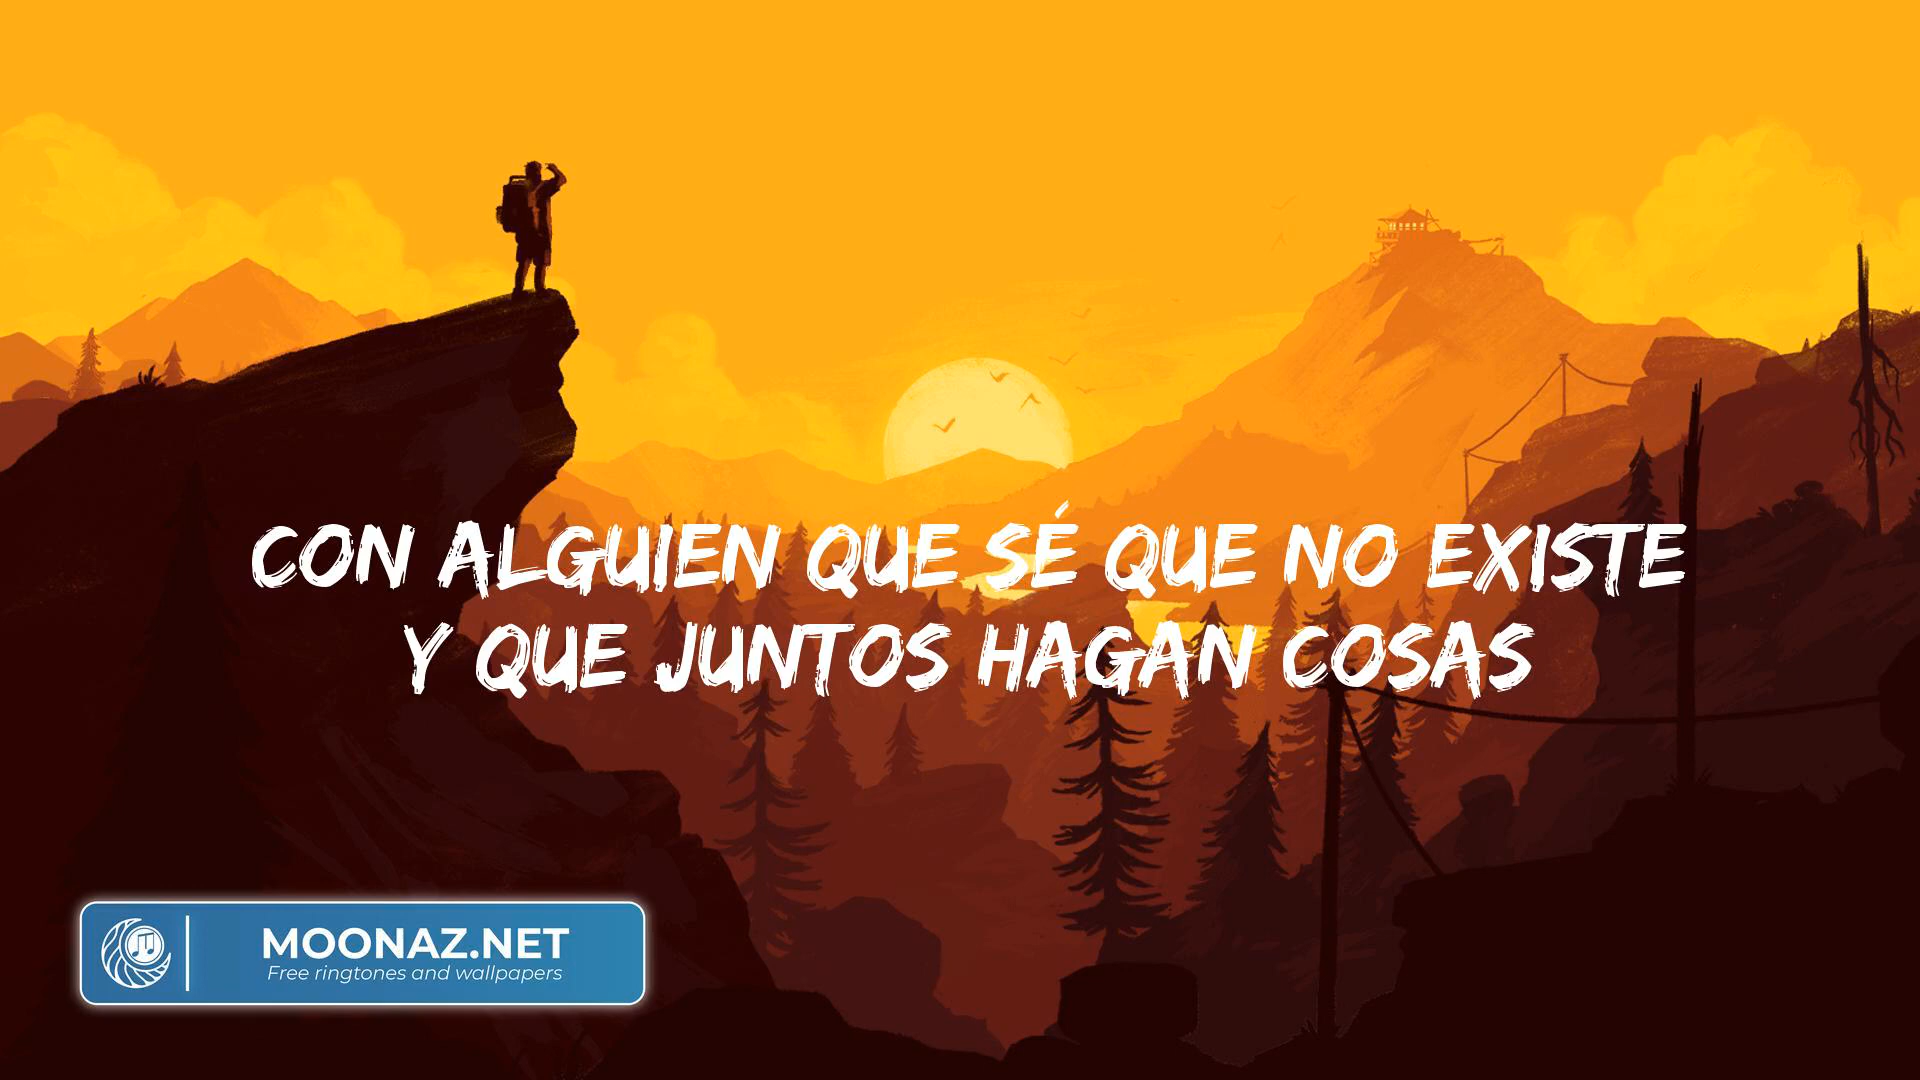 CON ALGUIEN QUE SÉ QUE NO EXISTE
Y QUE JUNTOS HAGAN COSAS
MOONAZ.NET
Free ringtones and wallpapers